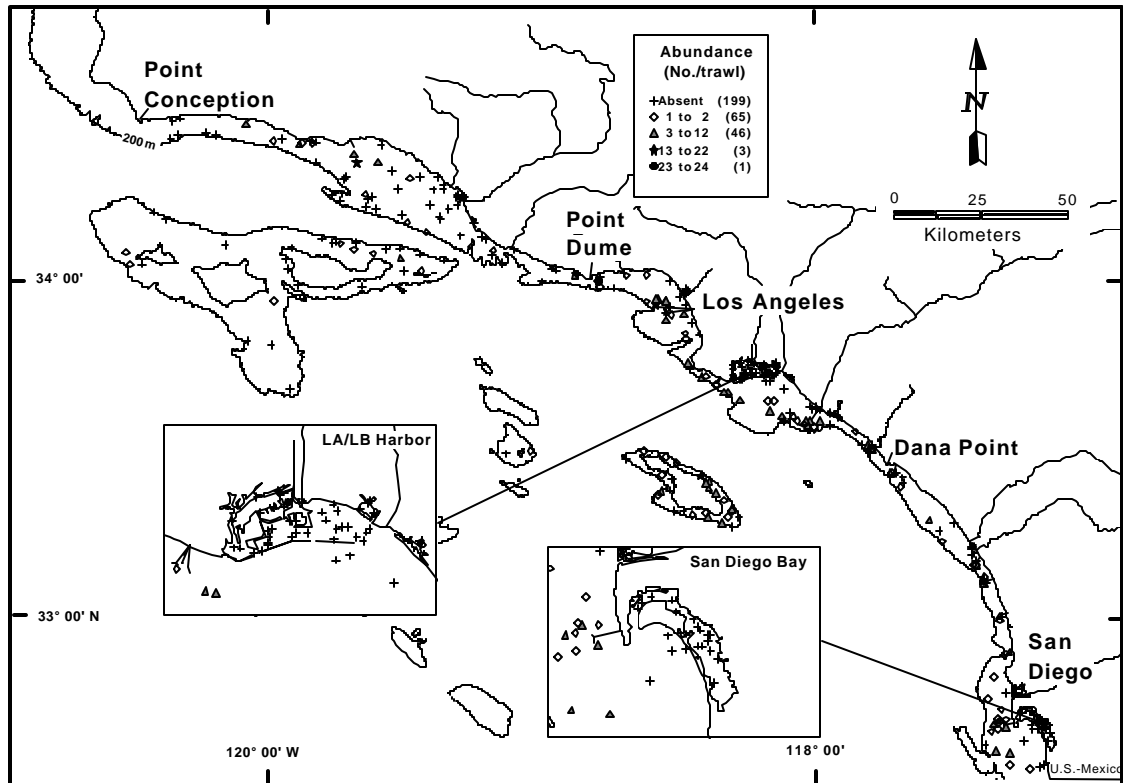 Point
Conception
200 m
Abundance
(No./trawl)
Absent (199)
1 to 2 (65)
3 to 12 (46)
13 to 22 (3)
23 to 24 (1)
N
0 25 50
Kilometers
Point
Dume
34° 00'
Los Angeles
LA/LB Harbor
Dana Point
San Diego Bay
33° 00' N
San
Diego
120° 00' W
118° 00'
U.S.-Mexico